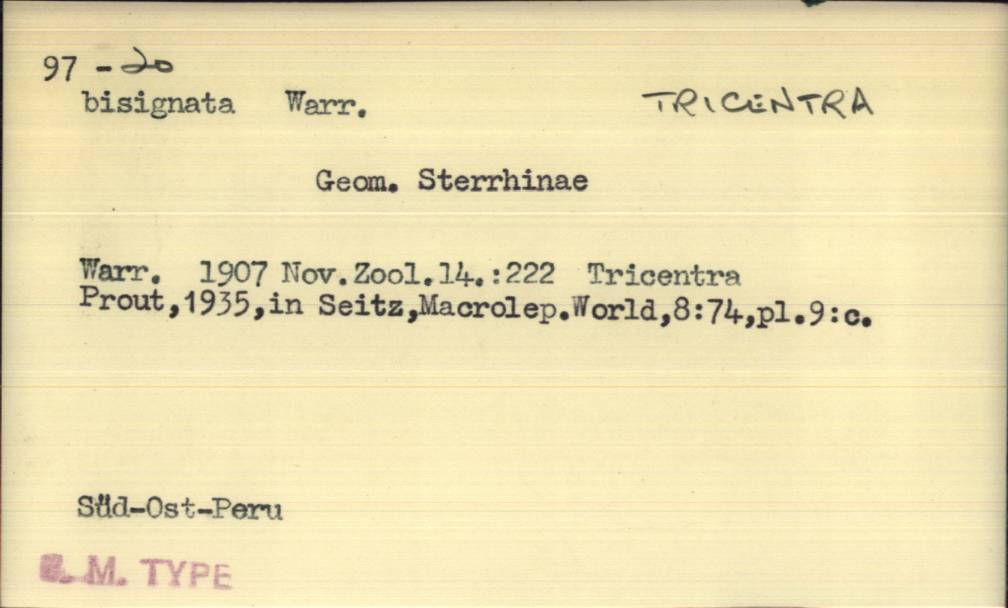 97 - 20
bisignata Warr. TRICENTRA
Geom. Sterrhinae
Warr. 1907 Nov.Zool.14.:222 Tricentra
Prout,1935,in Seitz,Macrolep.World,8:74,pl.9:c.
Süd-Ost-Peru
M. TYPE